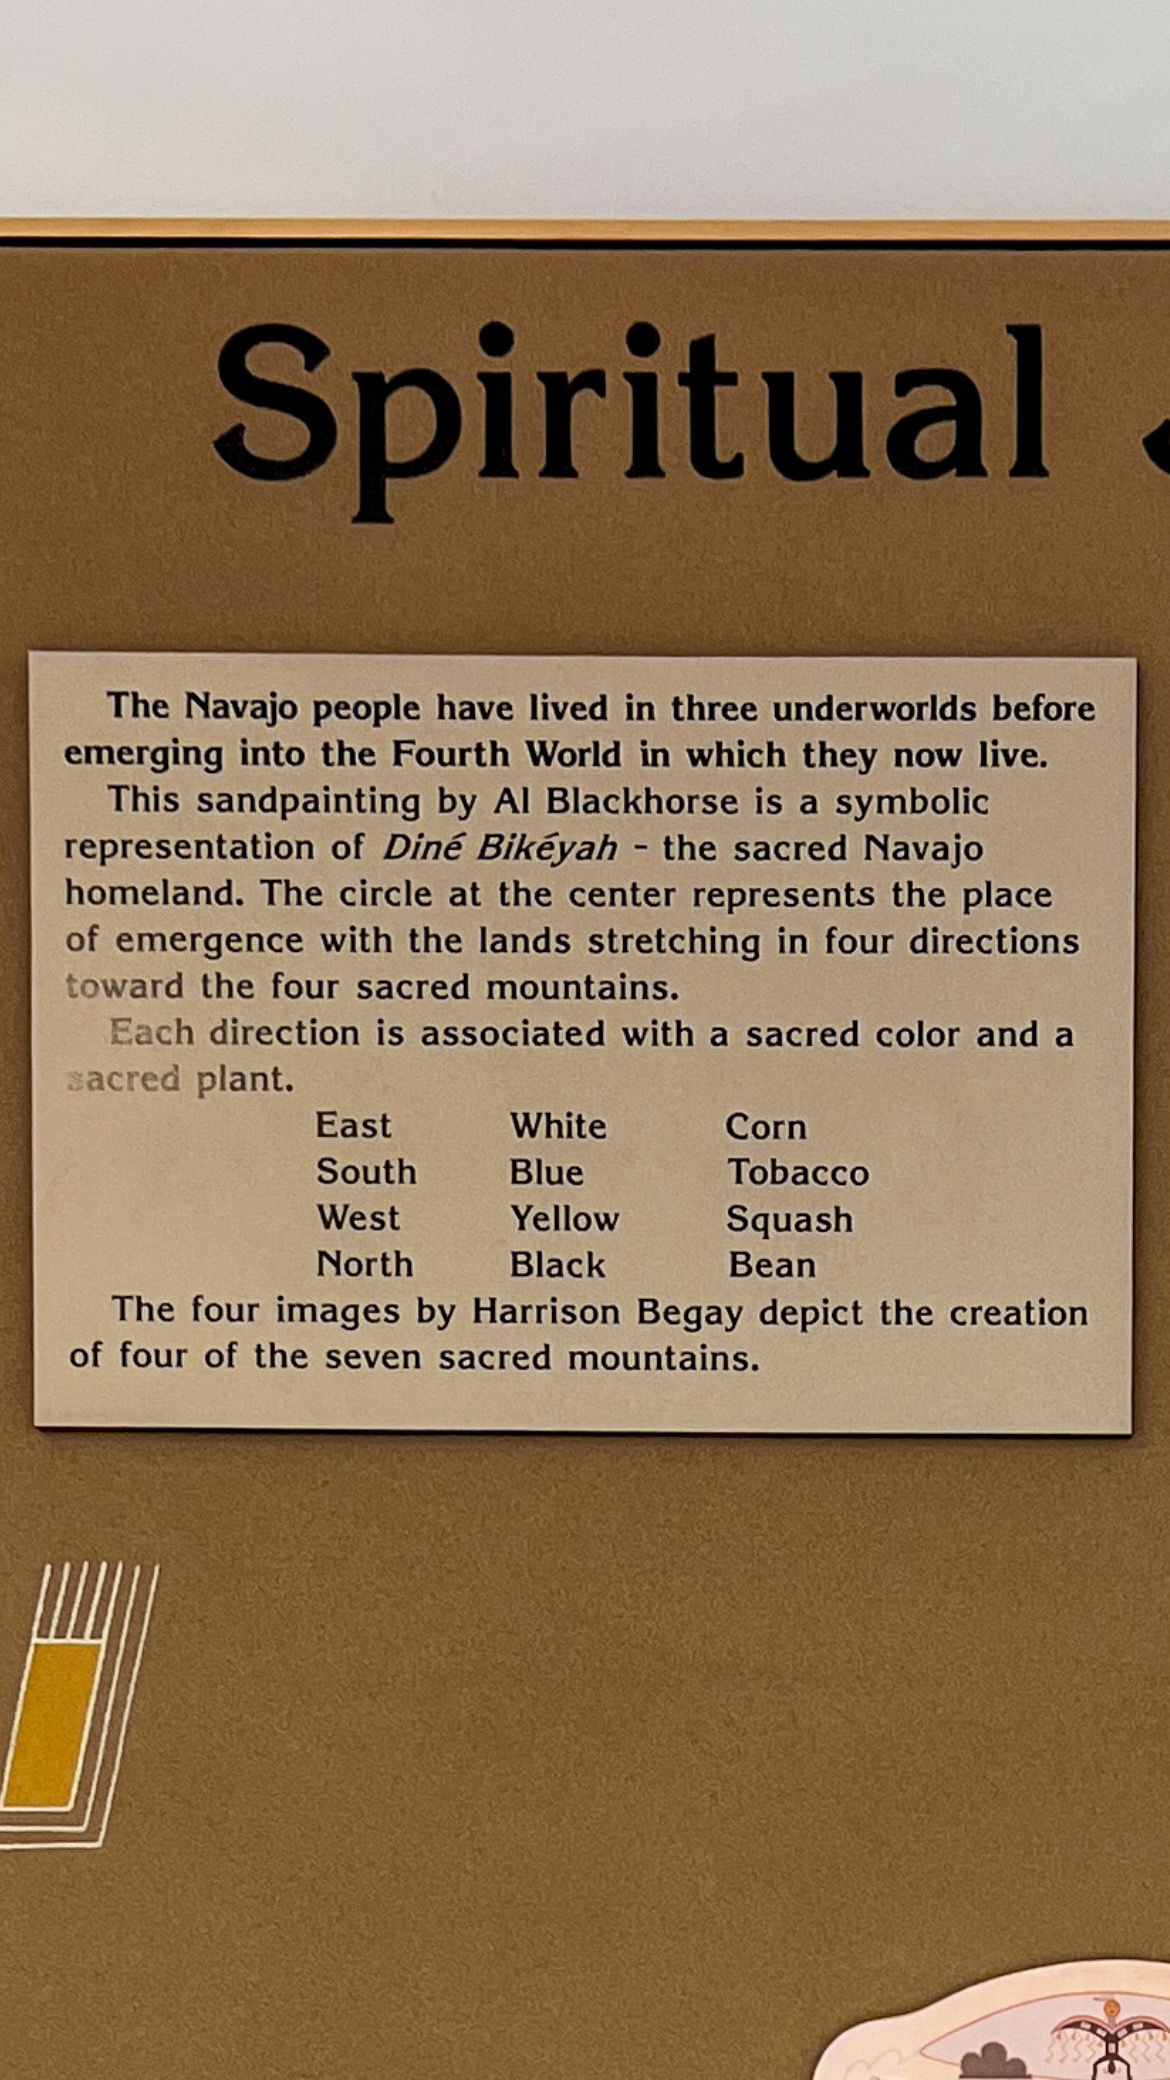 Spiritual
The Navajo people have lived in three underworlds before
emerging into the Fourth World in which they now live.
This sandpainting by Al Blackhorse is a symbolic
representation of Diné Bikéyah - the sacred Navajo
homeland. The circle at the center represents the place
of emergence with the lands stretching in four directions
toward the four sacred mountains.
Each direction is associated with a sacred color and a
sacred plant.
East White Corn
South Blue Tobacco
West Yellow Squash
North Black Bean
The four images by Harrison Begay depict the creation
of four of the seven sacred mountains.